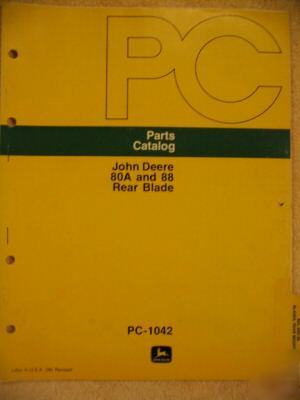 PC
Parts
Catalog
John Deere
80A and 88
Rear Blade
PC-1042